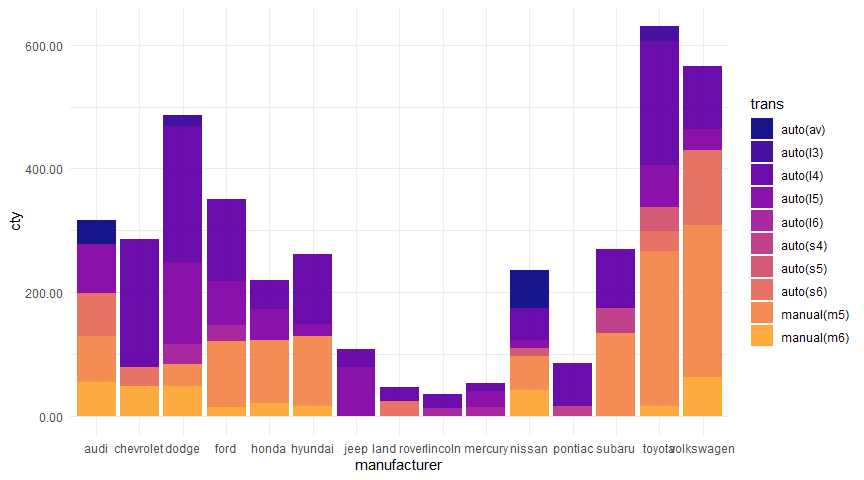 600.00
400.00
200.00
0.00
cty
audi chevrolet dodge ford honda hyundai jeep land rover lincoln mercury nissan pontiac subaru toyota volkswagen
manufacturer
trans
auto(av)
auto(l3)
auto(l4)
auto(l5)
auto(l6)
auto(s4)
auto(s5)
auto(s6)
manual(m5)
manual(m6)